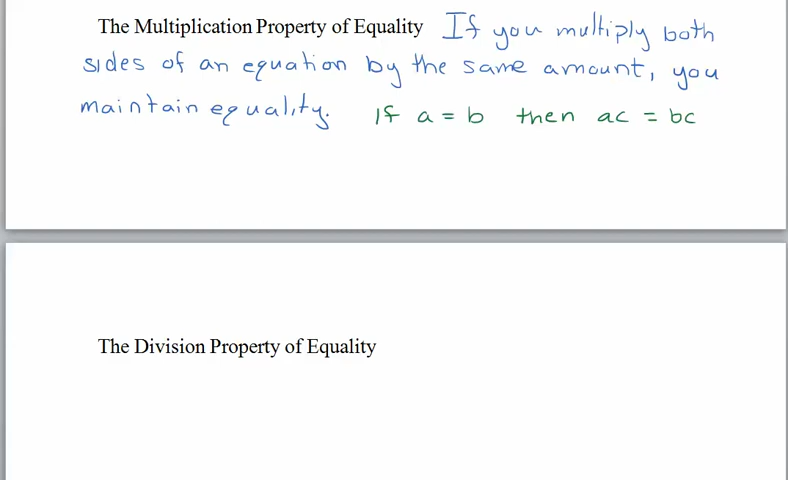 The Multiplication Property of Equality If you multiply both
sides of an equation by the same amount, you
maintain equality. If a = b then ac = bc
The Division Property of Equality